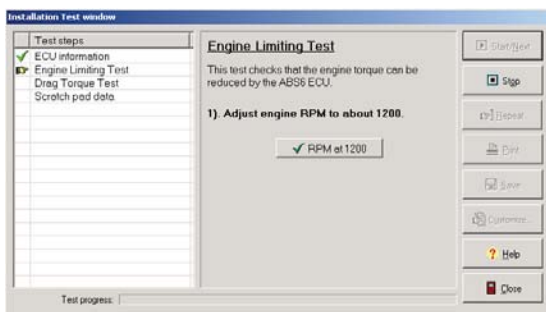 Installation Test window
Test steps
ECU information
Engine Limiting Test
Drag Torque Test
Scratch pad data.
Engine Limiting Test
This test checks that the engine torque can be
reduced by the ABS6 ECU.
1). Adjust engine RPM to about 1200.
RPM at 1200
Start/Next
Stop
Repeat
Print
Save
Customize...
Help
Close
Test progress: